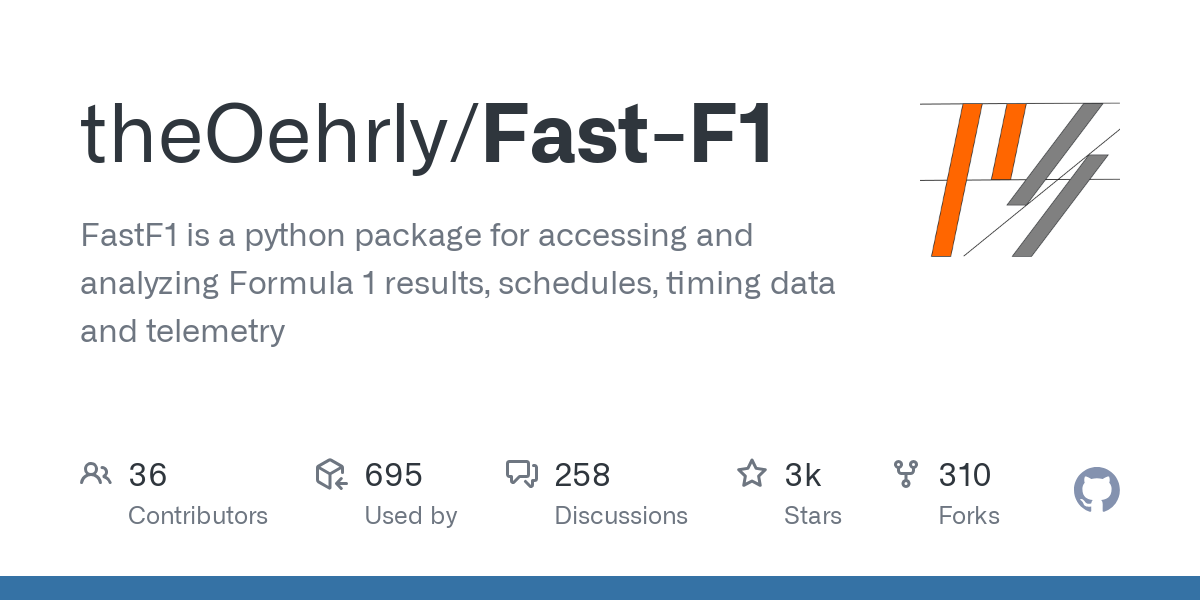 theOehrly/Fast-F1
FastF1 is a python package for accessing and
analyzing Formula 1 results, schedules, timing data
and telemetry
36
Contributors
695
Used by
258
Discussions
3k
Stars
310
Forks